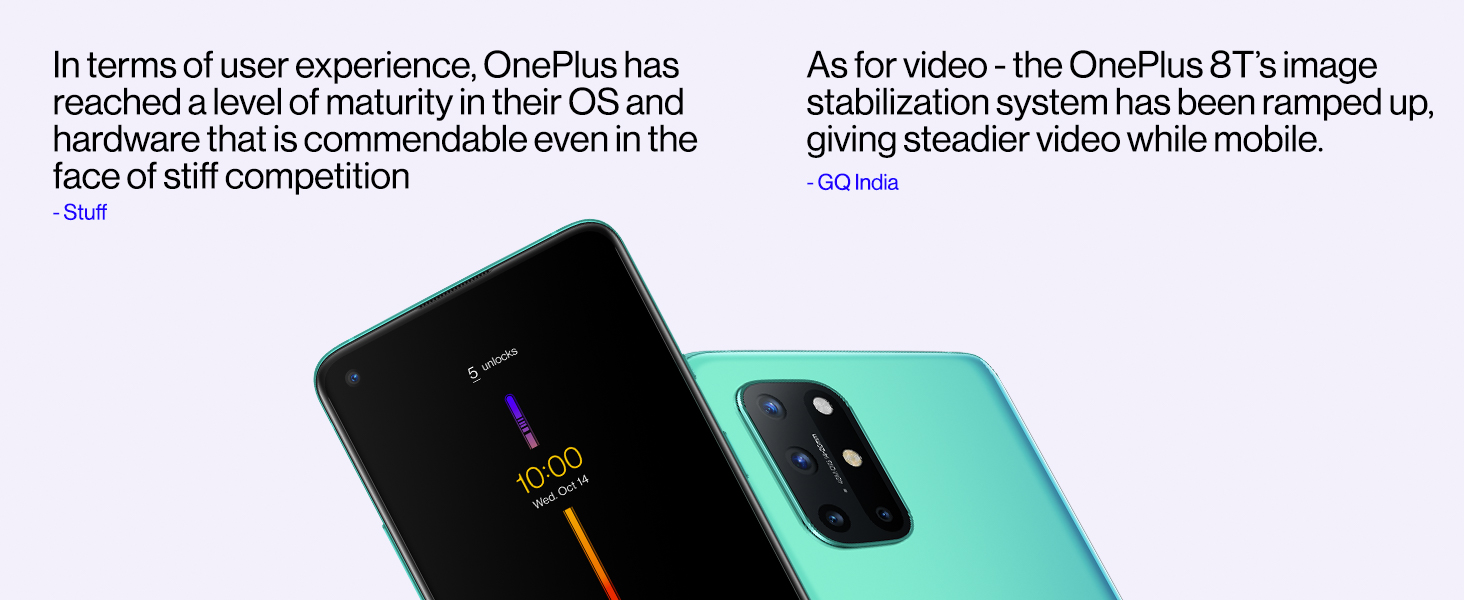 In terms of user experience, OnePlus has
reached a level of maturity in their OS and
hardware that is commendable even in the
face of stiff competition
- Stuff
As for video - the OnePlus 8T's image
stabilization system has been ramped up,
giving steadier video while mobile.
- GQ India
5 unlocks
10:00
Wed, Oct 14